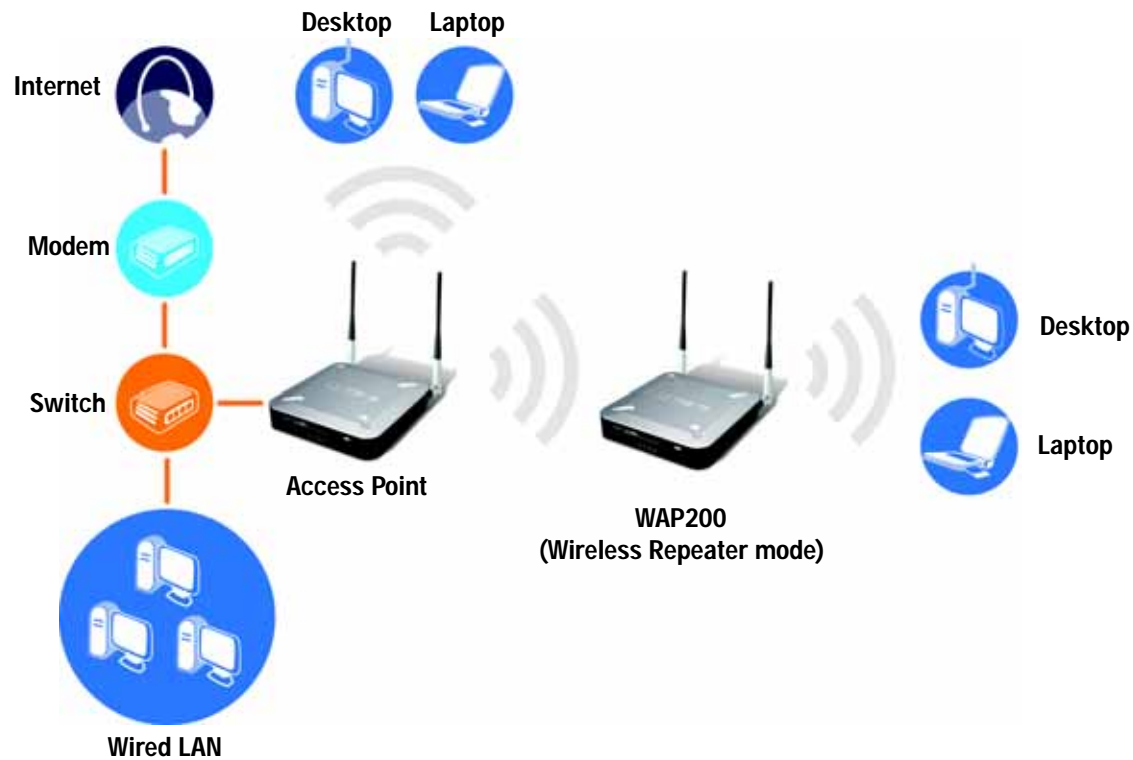 Desktop
Laptop
Internet
Modem
Desktop
Switch
Laptop
Access Point
WAP200
(Wireless Repeater mode)
Wired LAN